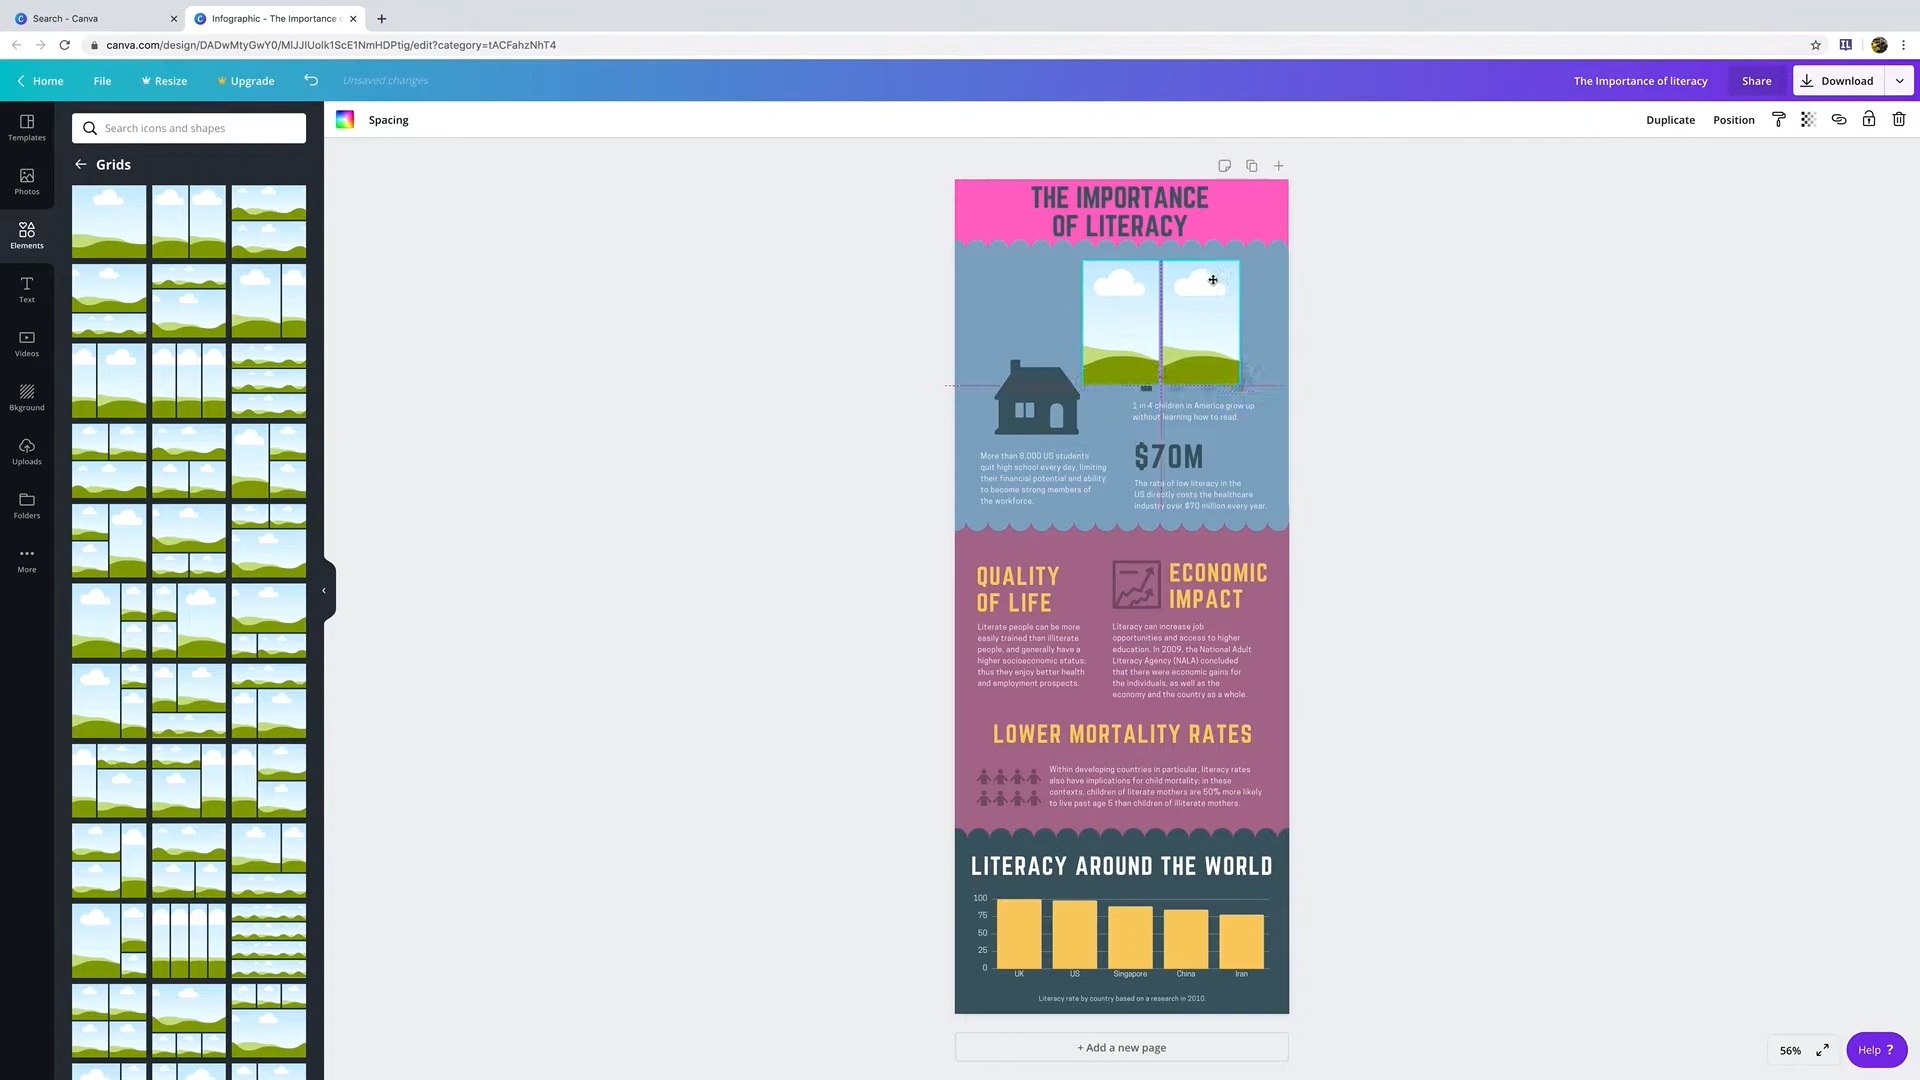 Search - Canva
Infographic - The Importance
canva.com/design/DADwMtyGwY0/MIJJIUolk1ScE1NmHDPtig/edit?category=tACFahzNhT4
Home
File
Resize
Upgrade
Unsaved changes
The Importance of literacy
Share
Download
Templates
Photos
Elements
Text
Videos
Bkground
Uploads
Folders
More
Search icons and shapes
Grids
Spacing
Duplicate
Position
THE IMPORTANCE
OF LITERACY
1 in 4 children in America grow up
without learning how to read.
More than 8,000 US students
quit high school every day, limiting
their financial potential and ability
to become strong members of
the workforce.
$70M
The rate of low literacy in the
US directly costs the healthcare
industry over $70 million every year.
QUALITY
OF LIFE
Literate people can be more
easily trained than illiterate
people, and generally have a
higher socioeconomic status;
thus they enjoy better health
and employment prospects.
ECONOMIC
IMPACT
Literacy can increase job
opportunities and access to higher
education. In 2009, the National Adult
Literacy Agency (NALA) concluded
that there were economic gains for
the individuals, as well as the
economy and the country as a whole.
LOWER MORTALITY RATES
Within developing countries in particular, literacy rates
also have implications for child mortality; in these
contexts, children of literate mothers are 50% more likely
to live past age 5 than children of illiterate mothers.
LITERACY AROUND THE WORLD
100
75
50
25
0
UK
US
Singapore
China
Iran
Literacy rate by country based on a research in 2010.
+ Add a new page
56%
Help ?